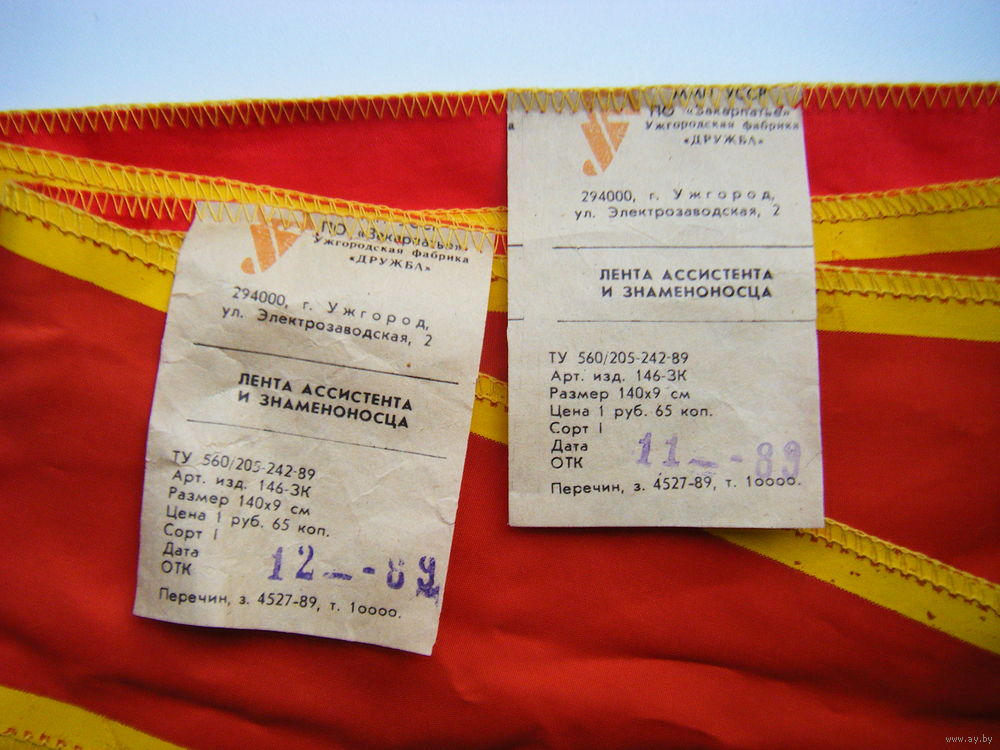 ПО «Закарпатье»
Ужгородская фабрика
«ДРУЖБА»
294000, г. Ужгород,
ул. Электрозаводская, 2
ЛЕНТА АССИСТЕНТА
И ЗНАМЕНОНОСЦА
ТУ 560/205-242-89
Арт. изд. 146-ЗК
Размер 140х9 см
Цена 1 руб. 65 коп.
Сорт I
Дата
ОТК
12 — -89
Перечин, з. 4527-89, т. 10000.
УССР
ПО «Закарпатье»
Ужгородская фабрика
«ДРУЖБА»
294000, г. Ужгород,
ул. Электрозаводская, 2
ЛЕНТА АССИСТЕНТА
И ЗНАМЕНОНОСЦА
ТУ 560/205-242-89
Арт. изд. 146-ЗК
Размер 140х9 см
Цена 1 руб. 65 коп.
Сорт I
Дата
ОТК
11 — -89
Перечин, з. 4527-89, т. 10000.
www.ay.by